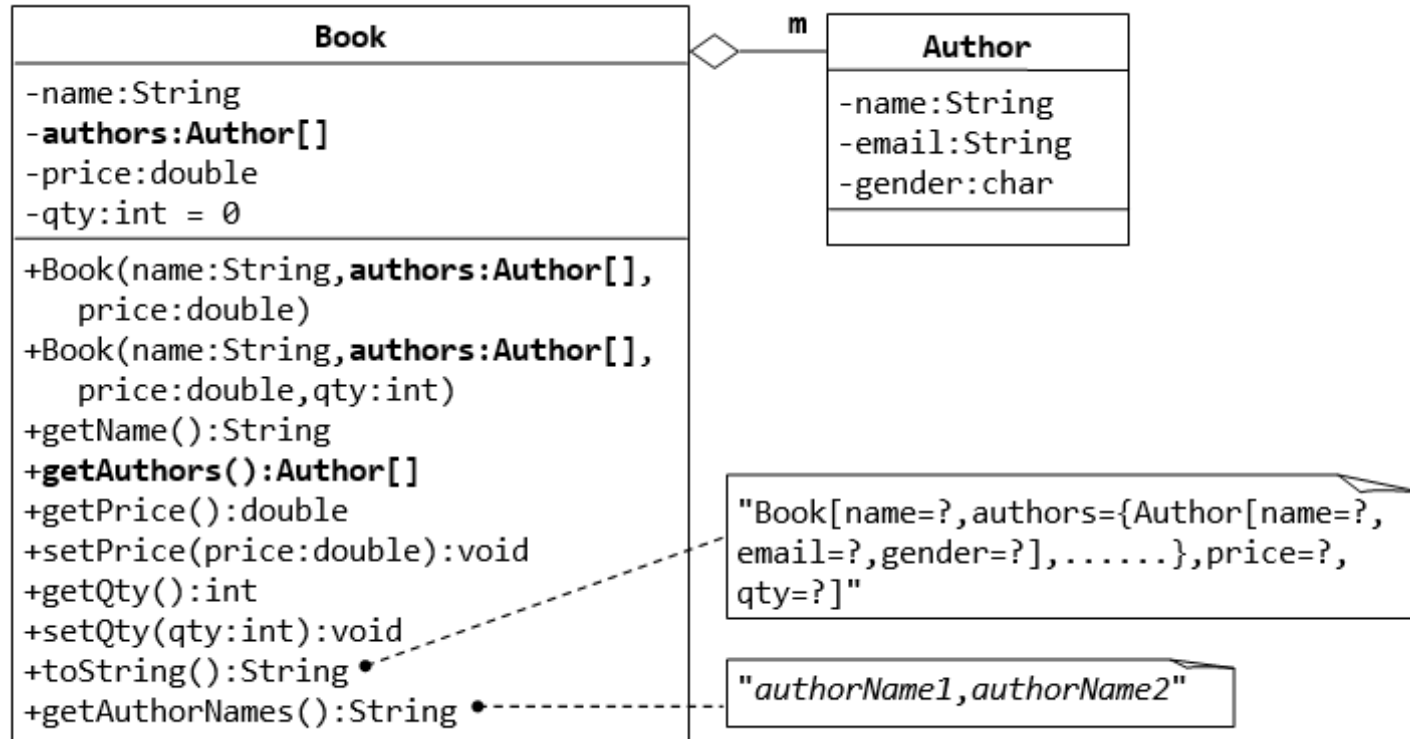 Book
-name:String
-authors:Author[]
-price:double
-qty:int = 0
+Book(name:String,authors:Author[],
price:double)
+Book(name:String,authors:Author[],
price:double,qty:int)
+getName():String
+getAuthors():Author[]
+getPrice():double
+setPrice(price:double):void
+getQty():int
+setQty(qty:int):void
+toString():String
+getAuthorNames():String
m
Author
-name:String
-email:String
-gender:char
"Book[name=?,authors={Author[name=?,
email=?,gender=?],......},price=?,
qty=?]"
"authorName1,authorName2"